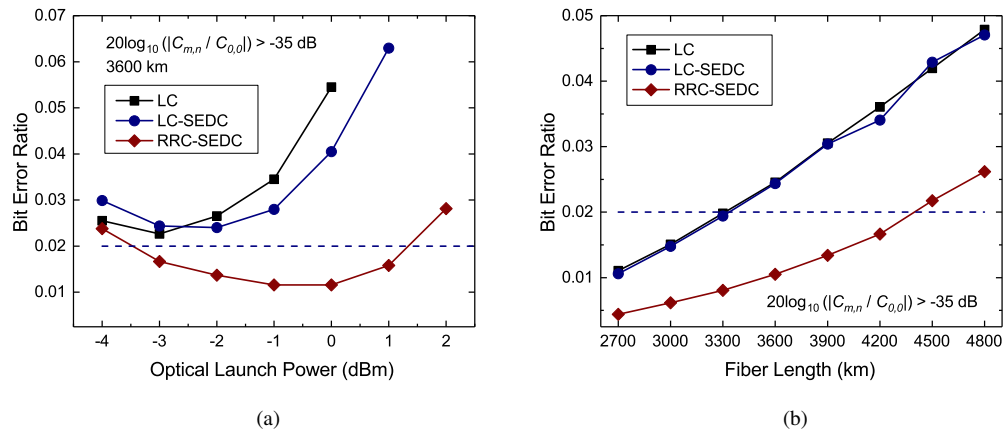 20log10 (|Cm,n / C0,0|) > -35 dB
3600 km
LC
LC-SEDC
RRC-SEDC
0.07
0.06
0.05
0.04
0.03
0.02
0.01
Bit Error Ratio
-4 -3 -2 -1 0 1 2
Optical Launch Power (dBm)
(a)
LC
LC-SEDC
RRC-SEDC
0.05
0.04
0.03
0.02
0.01
Bit Error Ratio
20log10 (|Cm,n / C0,0|) > -35 dB
2700 3000 3300 3600 3900 4200 4500 4800
Fiber Length (km)
(b)